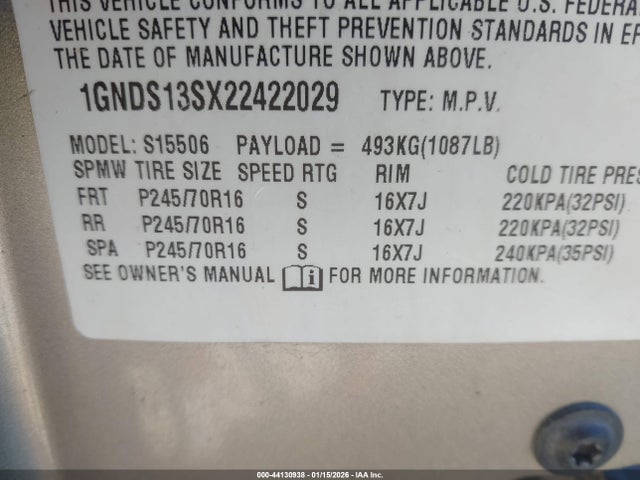 THIS VEHICLE CONFORMS TO ALL APPLICABLE U.S. FEDERAL
VEHICLE SAFETY AND THEFT PREVENTION STANDARDS IN EF
THE DATE OF MANUFACTURE SHOWN ABOVE.
1GNDS13SX22422029 TYPE: M.P.V.
MODEL: S15506 PAYLOAD = 493KG(1087LB)
SPMW TIRE SIZE SPEED RTG RIM COLD TIRE PRES
FRT P245/70R16 S 16X7J 220KPA(32PSI)
RR P245/70R16 S 16X7J 220KPA(32PSI)
SPA P245/70R16 S 16X7J 240KPA(35PSI)
SEE OWNER'S MANUAL i FOR MORE INFORMATION.
000-44130938 - 01/15/2026 - IAA Inc.